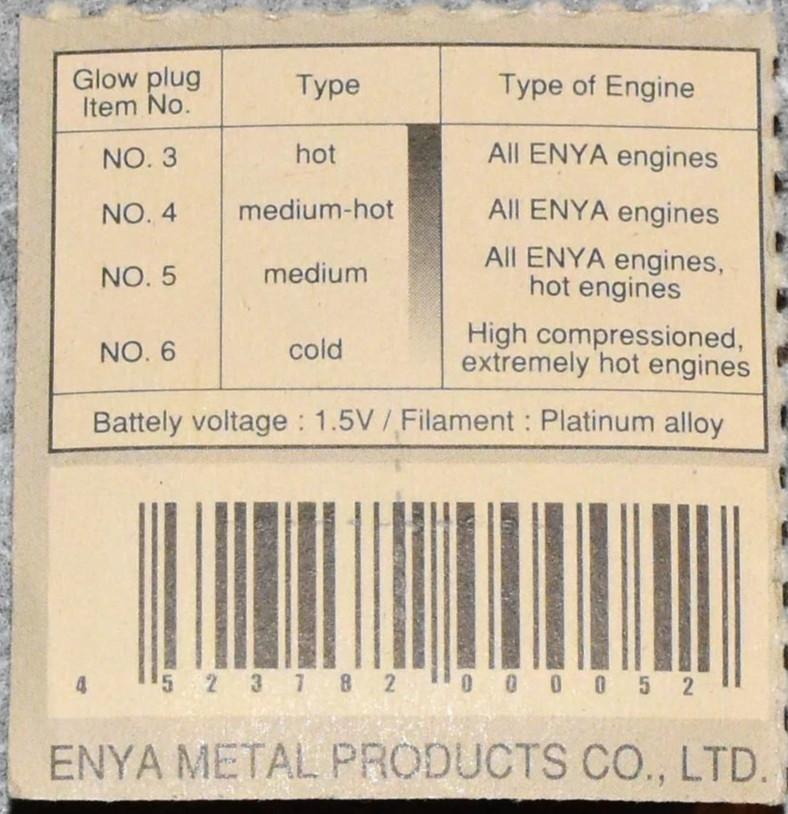 Glow plug Item No. Type Type of Engine
NO. 3 hot All ENYA engines
NO. 4 medium-hot All ENYA engines
NO. 5 medium All ENYA engines, hot engines
NO. 6 cold High compressioned, extremely hot engines
Battely voltage : 1.5V / Filament : Platinum alloy
4 523782 000052
ENYA METAL PRODUCTS CO., LTD.